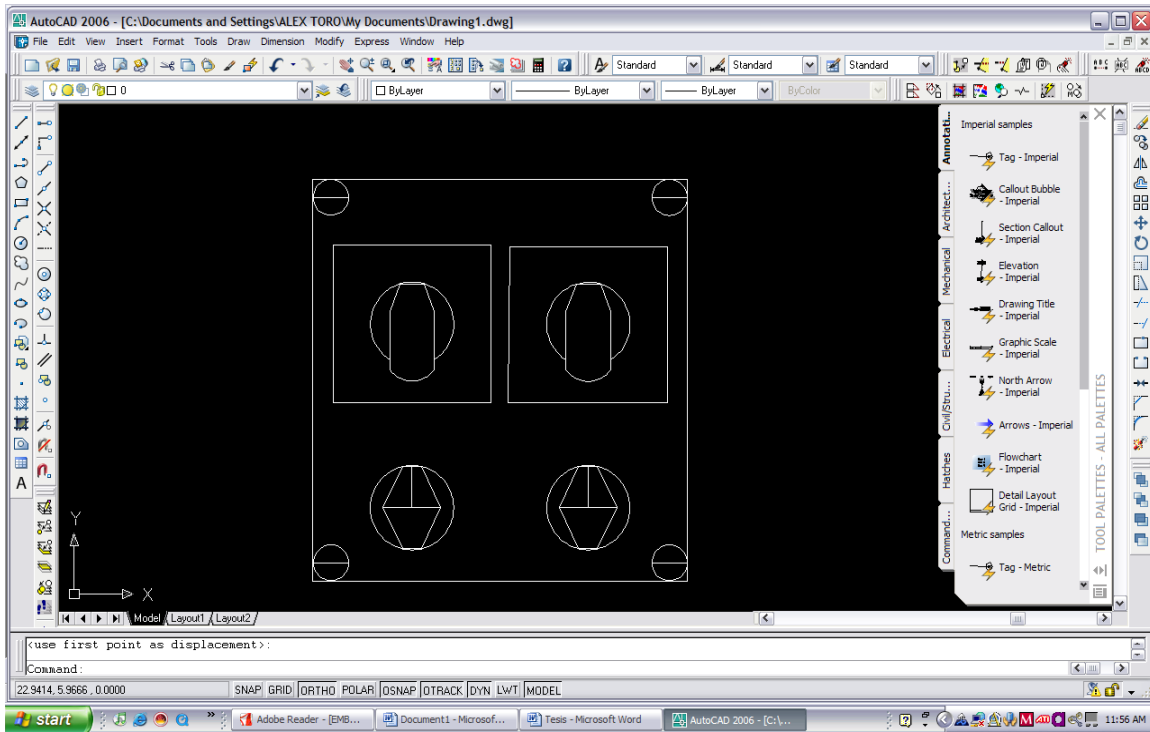 AutoCAD 2006 - [C:\Documents and Settings\ALEX TORO\My Documents\Drawing1.dwg]
File Edit View Insert Format Tools Draw Dimension Modify Express Window Help
Standard Standard Standard
0 ByLayer ByLayer ByLayer ByColor
Annotati...
Architect...
Mechanical
Electrical
Civil/Stru...
Hatches
Command...
Imperial samples
Tag - Imperial
Callout Bubble
- Imperial
Section Callout
- Imperial
Elevation
- Imperial
Drawing Title
- Imperial
Graphic Scale
- Imperial
North Arrow
- Imperial
Arrows - Imperial
Flowchart
- Imperial
Detail Layout
Grid - Imperial
Metric samples
Tag - Metric
TOOL PALETTES - ALL PALETTES
A
Y
X
Model Layout1 Layout2
<use first point as displacement>:
Command:
22.9414, 5.9666 , 0.0000 SNAP GRID ORTHO POLAR OSNAP OTRACK DYN LWT MODEL
start Adobe Reader - [EMB... Document1 - Microsof... Tesis - Microsoft Word AutoCAD 2006 - [C:\... 11:56 AM